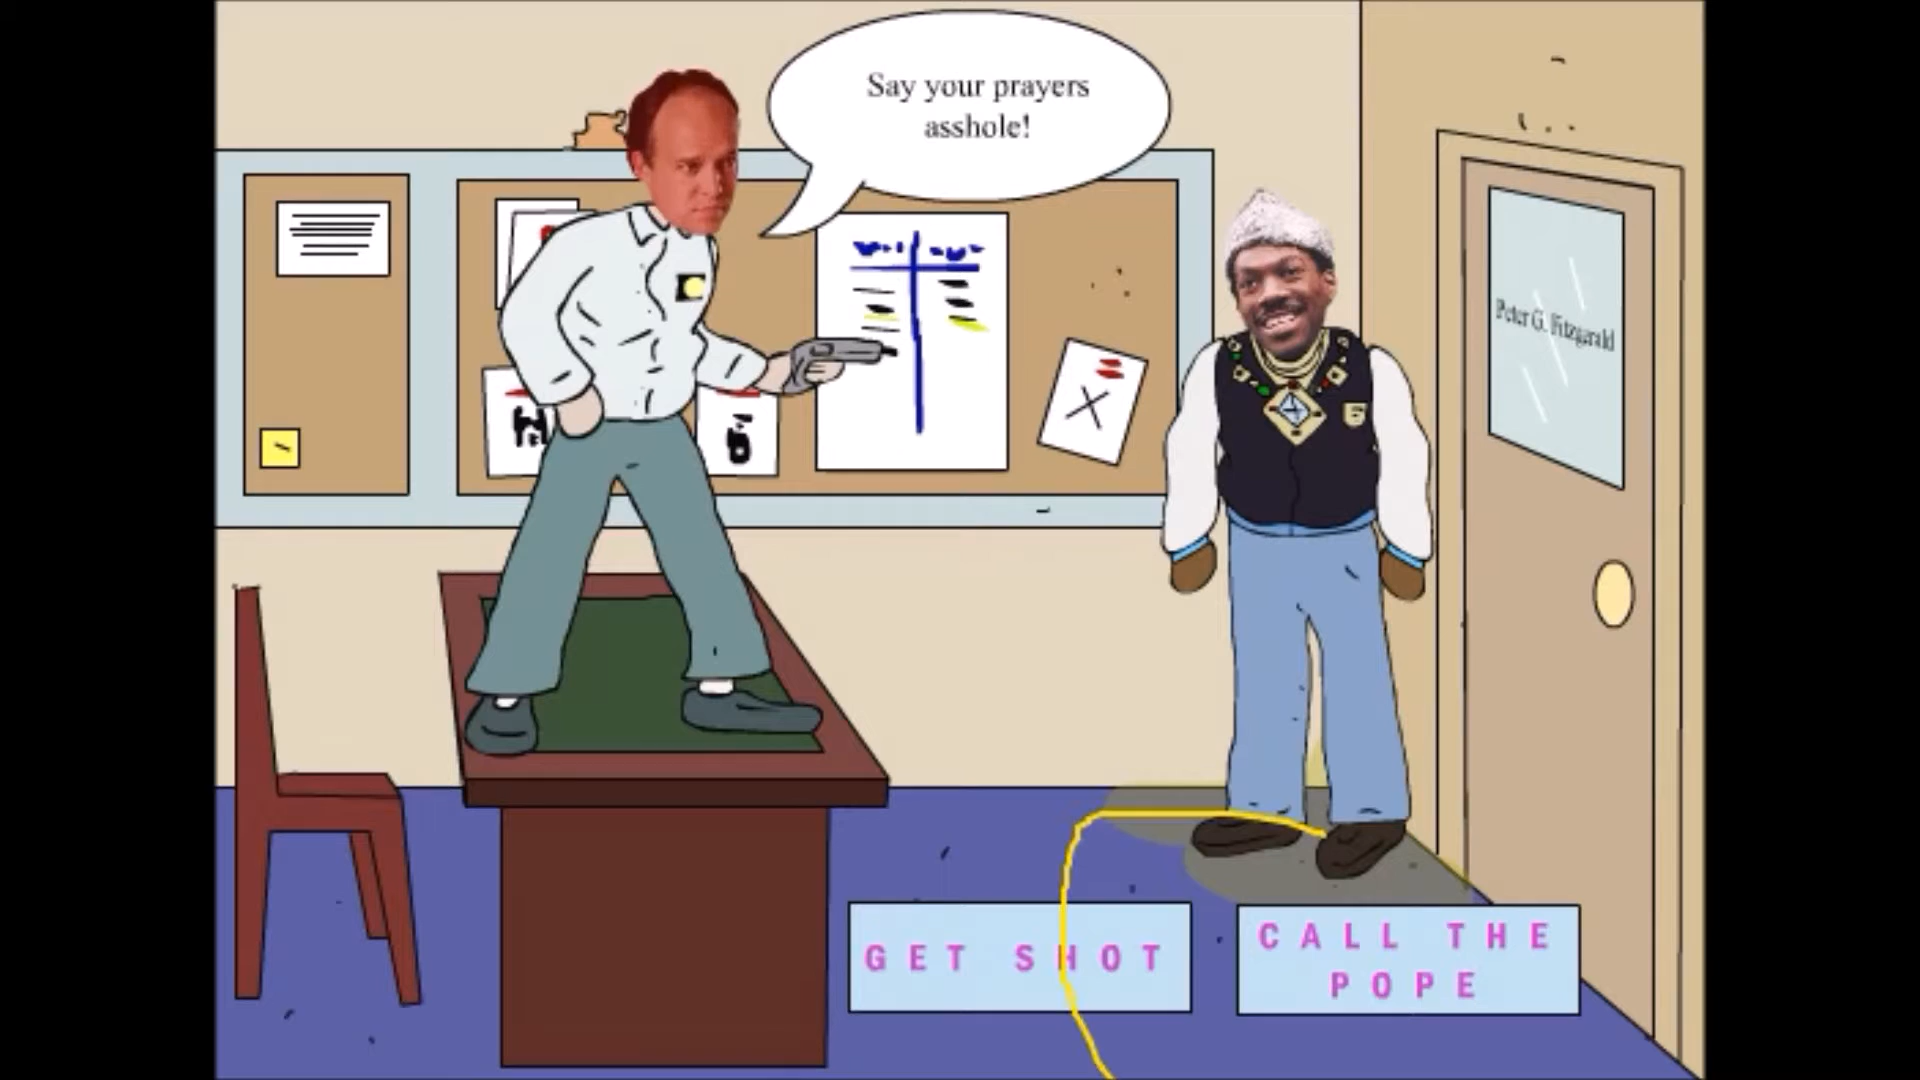 Say your prayers
asshole!
Peter G. Fitzgerald
GET SHOT
CALL THE
POPE